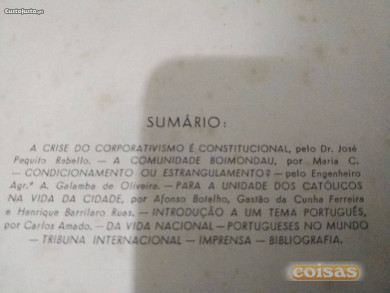 CustoJusto.pt
SUMÁRIO:
A CRISE DO CORPORATIVISMO É CONSTITUCIONAL, pelo Dr. José
Pequito Rebello. — A COMUNIDADE BOIMONDAU, por Maria C.
— CONDICIONAMENTO OU ESTRANGULAMENTO? — pelo Engenheiro
Agr.º A. Galamba de Oliveira. — PARA A UNIDADE DOS CATÓLICOS
NA VIDA DA CIDADE, por Afonso Botelho, Gastão da Cunha Ferreira
e Henrique Barrilaro Ruas. — INTRODUÇÃO A UM TEMA PORTUGUÊS,
por Carlos Amado. — DA VIDA NACIONAL — PORTUGUESES NO MUNDO
— TRIBUNA INTERNACIONAL — IMPRENSA — BIBLIOGRAFIA.
coisas